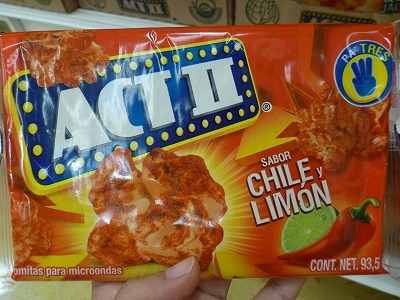 ACT II
®
PA' TRES
SABOR
CHILE y
LIMÓN
omitas para microondas
CONT. NET. 93,5